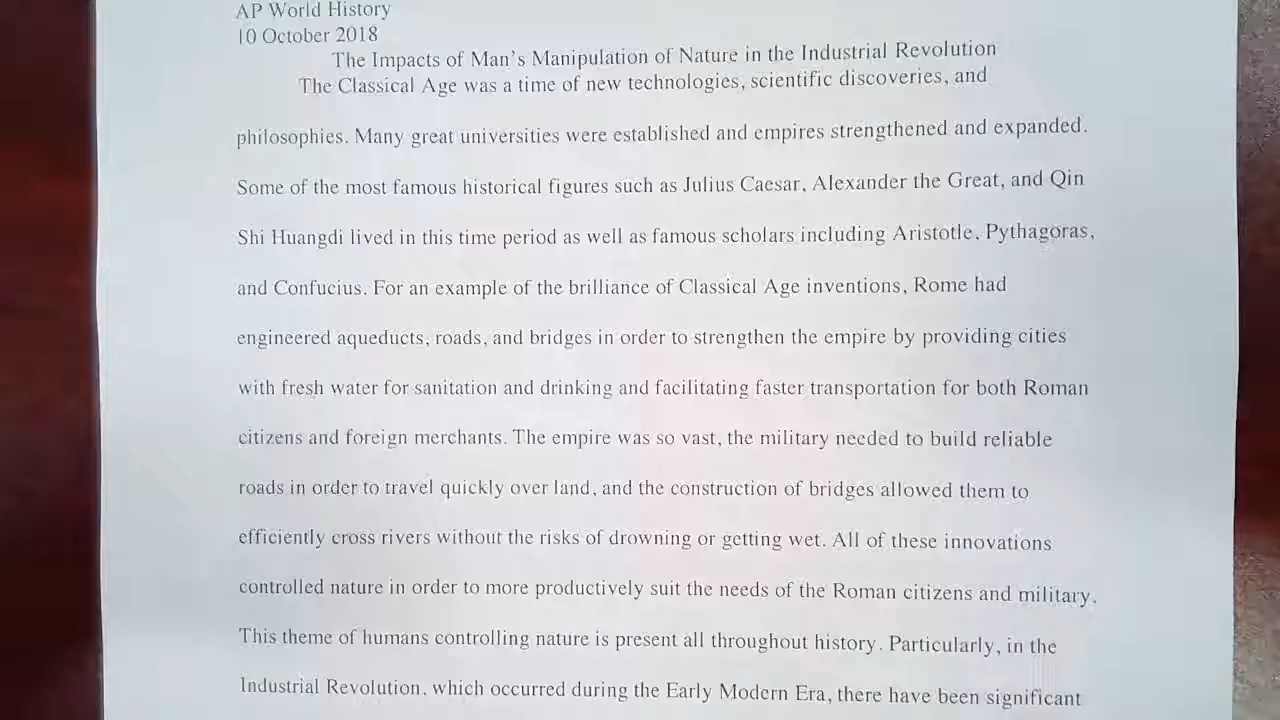 AP World History
10 October 2018
The Impacts of Man's Manipulation of Nature in the Industrial Revolution
The Classical Age was a time of new technologies, scientific discoveries, and
philosophies. Many great universities were established and empires strengthened and expanded.
Some of the most famous historical figures such as Julius Caesar, Alexander the Great, and Qin
Shi Huangdi lived in this time period as well as famous scholars including Aristotle, Pythagoras,
and Confucius. For an example of the brilliance of Classical Age inventions, Rome had
engineered aqueducts, roads, and bridges in order to strengthen the empire by providing cities
with fresh water for sanitation and drinking and facilitating faster transportation for both Roman
citizens and foreign merchants. The empire was so vast, the military needed to build reliable
roads in order to travel quickly over land, and the construction of bridges allowed them to
efficiently cross rivers without the risks of drowning or getting wet. All of these innovations
controlled nature in order to more productively suit the needs of the Roman citizens and military.
This theme of humans controlling nature is present all throughout history. Particularly, in the
Industrial Revolution, which occurred during the Early Modern Era, there have been significant